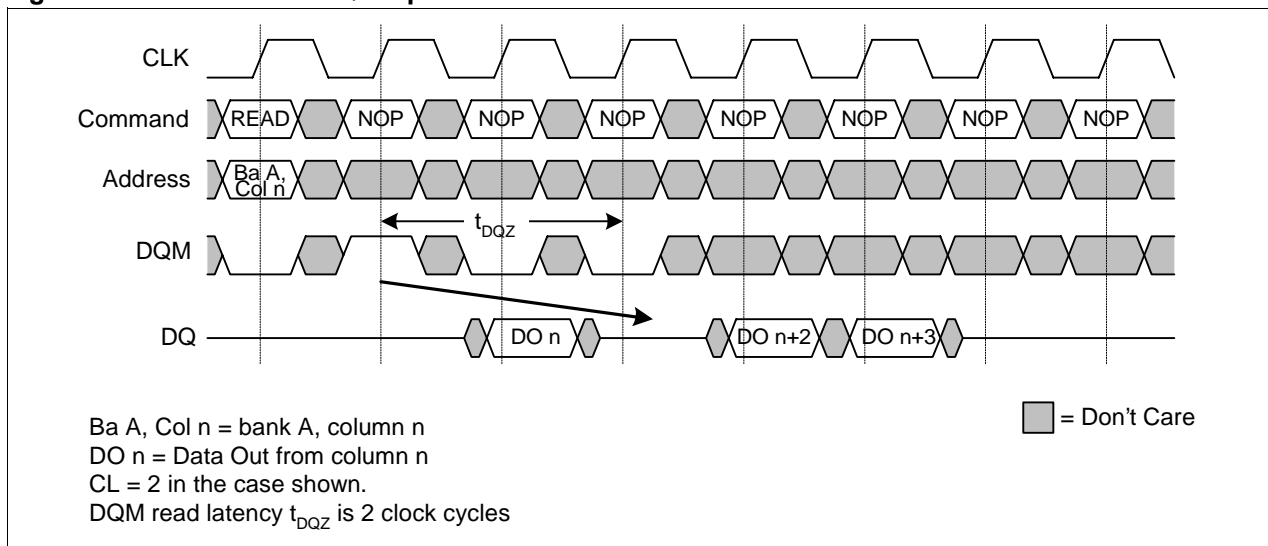 CLK
Command READ NOP NOP NOP NOP NOP NOP NOP
Address Ba A,
Col n
tDQZ
DQM
DQ DO n DO n+2 DO n+3
Ba A, Col n = bank A, column n
= Don't Care
DO n = Data Out from column n
CL = 2 in the case shown.
DQM read latency tDQZ is 2 clock cycles